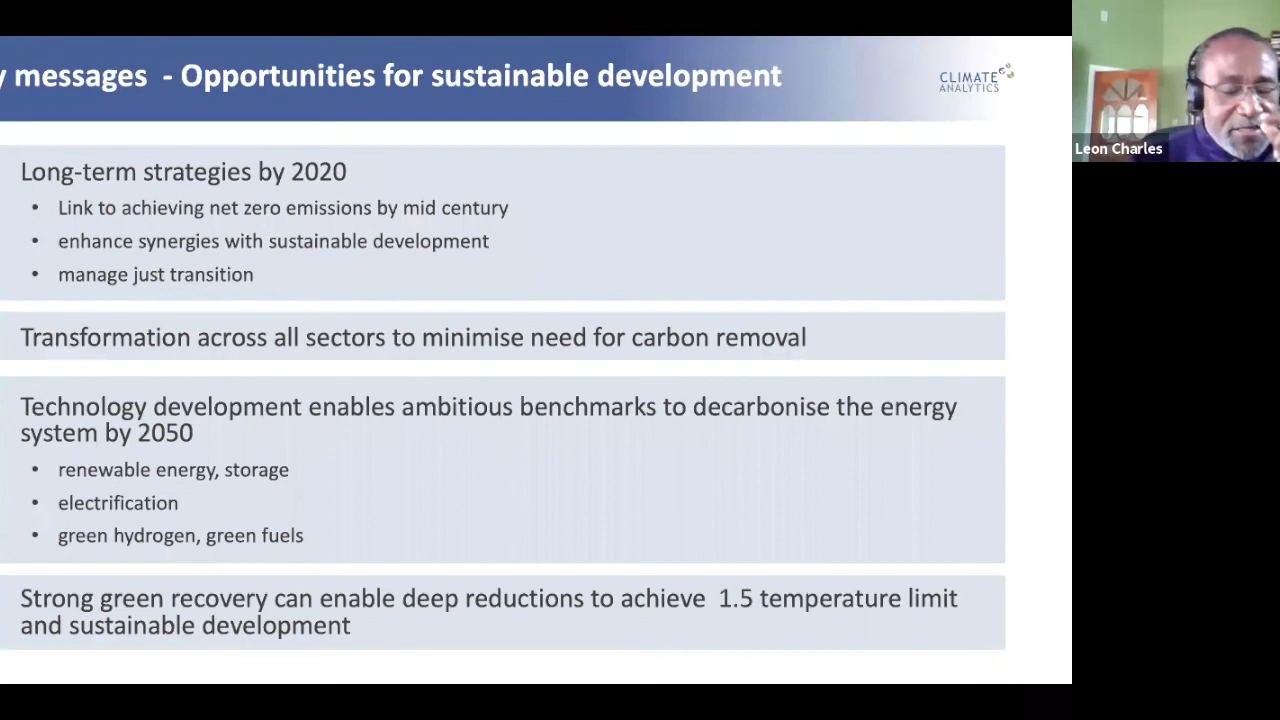 y messages - Opportunities for sustainable development
CLIMATE
ANALYTICS
Leon Charles
Long-term strategies by 2020
• Link to achieving net zero emissions by mid century
• enhance synergies with sustainable development
• manage just transition
Transformation across all sectors to minimise need for carbon removal
Technology development enables ambitious benchmarks to decarbonise the energy
system by 2050
• renewable energy, storage
• electrification
• green hydrogen, green fuels
Strong green recovery can enable deep reductions to achieve 1.5 temperature limit
and sustainable development